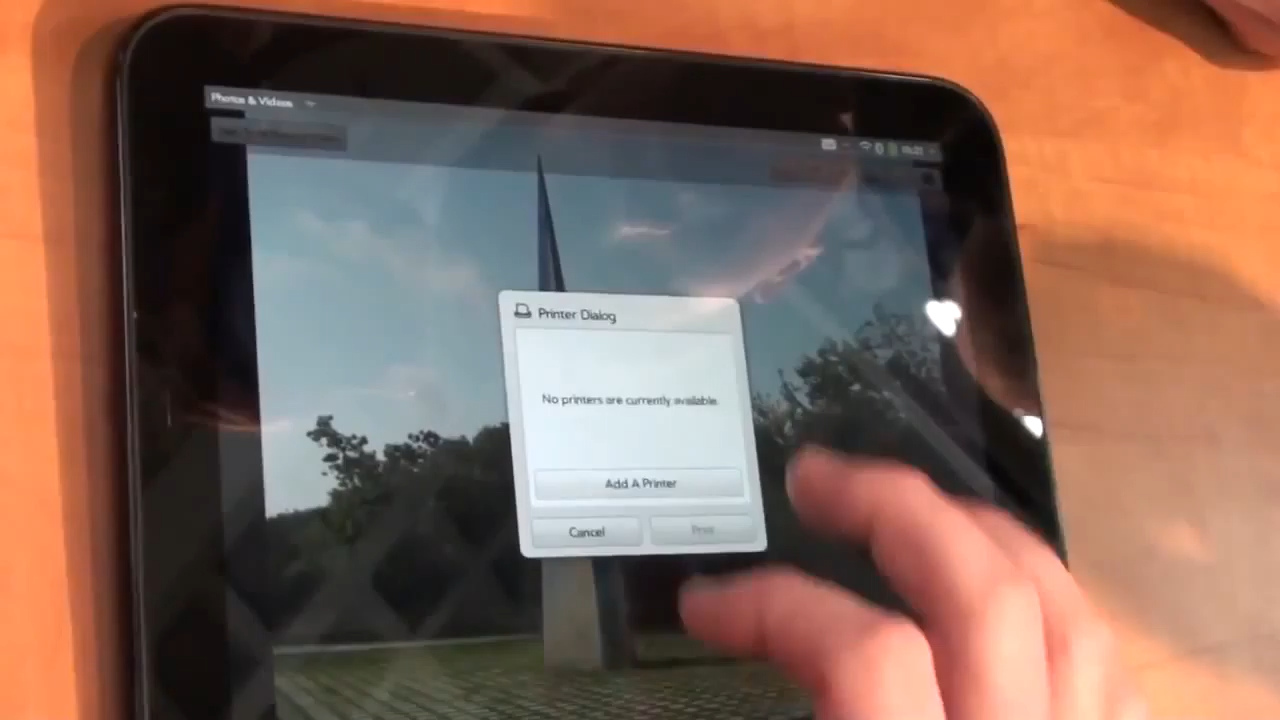 Photos & Videos
Printer Dialog
No printers are currently available.
Add A Printer
Cancel
Print